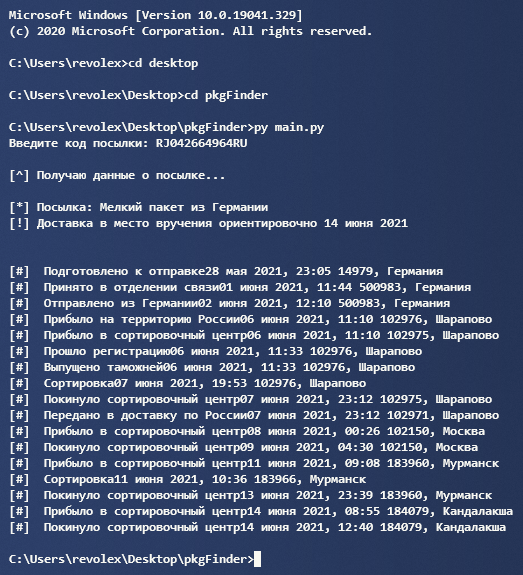 Microsoft Windows [Version 10.0.19041.329]
(c) 2020 Microsoft Corporation. All rights reserved.
C:\Users\revolex>cd desktop
C:\Users\revolex\Desktop>cd pkgFinder
C:\Users\revolex\Desktop\pkgFinder>py main.py
Введите код посылки: RJ042664964RU
[^] Получаю данные о посылке...
[*] Посылка: Мелкий пакет из Германии
[!] Доставка в место вручения ориентировочно 14 июня 2021
[#]  Подготовлено к отправке28 мая 2021, 23:05 14979, Германия
[#]  Принято в отделении связи01 июня 2021, 11:44 500983, Германия
[#]  Отправлено из Германии02 июня 2021, 12:10 500983, Германия
[#]  Прибыло на территорию России06 июня 2021, 11:10 102976, Шарапово
[#]  Прибыло в сортировочный центр06 июня 2021, 11:10 102975, Шарапово
[#]  Прошло регистрацию06 июня 2021, 11:33 102976, Шарапово
[#]  Выпущено таможней06 июня 2021, 11:33 102976, Шарапово
[#]  Сортировка07 июня 2021, 19:53 102976, Шарапово
[#]  Покинуло сортировочный центр07 июня 2021, 23:12 102975, Шарапово
[#]  Передано в доставку по России07 июня 2021, 23:12 102971, Шарапово
[#]  Прибыло в сортировочный центр08 июня 2021, 00:26 102150, Москва
[#]  Покинуло сортировочный центр09 июня 2021, 04:30 102150, Москва
[#]  Прибыло в сортировочный центр11 июня 2021, 09:08 183960, Мурманск
[#]  Сортировка11 июня 2021, 10:36 183966, Мурманск
[#]  Покинуло сортировочный центр13 июня 2021, 23:39 183960, Мурманск
[#]  Прибыло в сортировочный центр14 июня 2021, 08:55 184079, Кандалакша
[#]  Покинуло сортировочный центр14 июня 2021, 12:40 184079, Кандалакша
C:\Users\revolex\Desktop\pkgFinder>